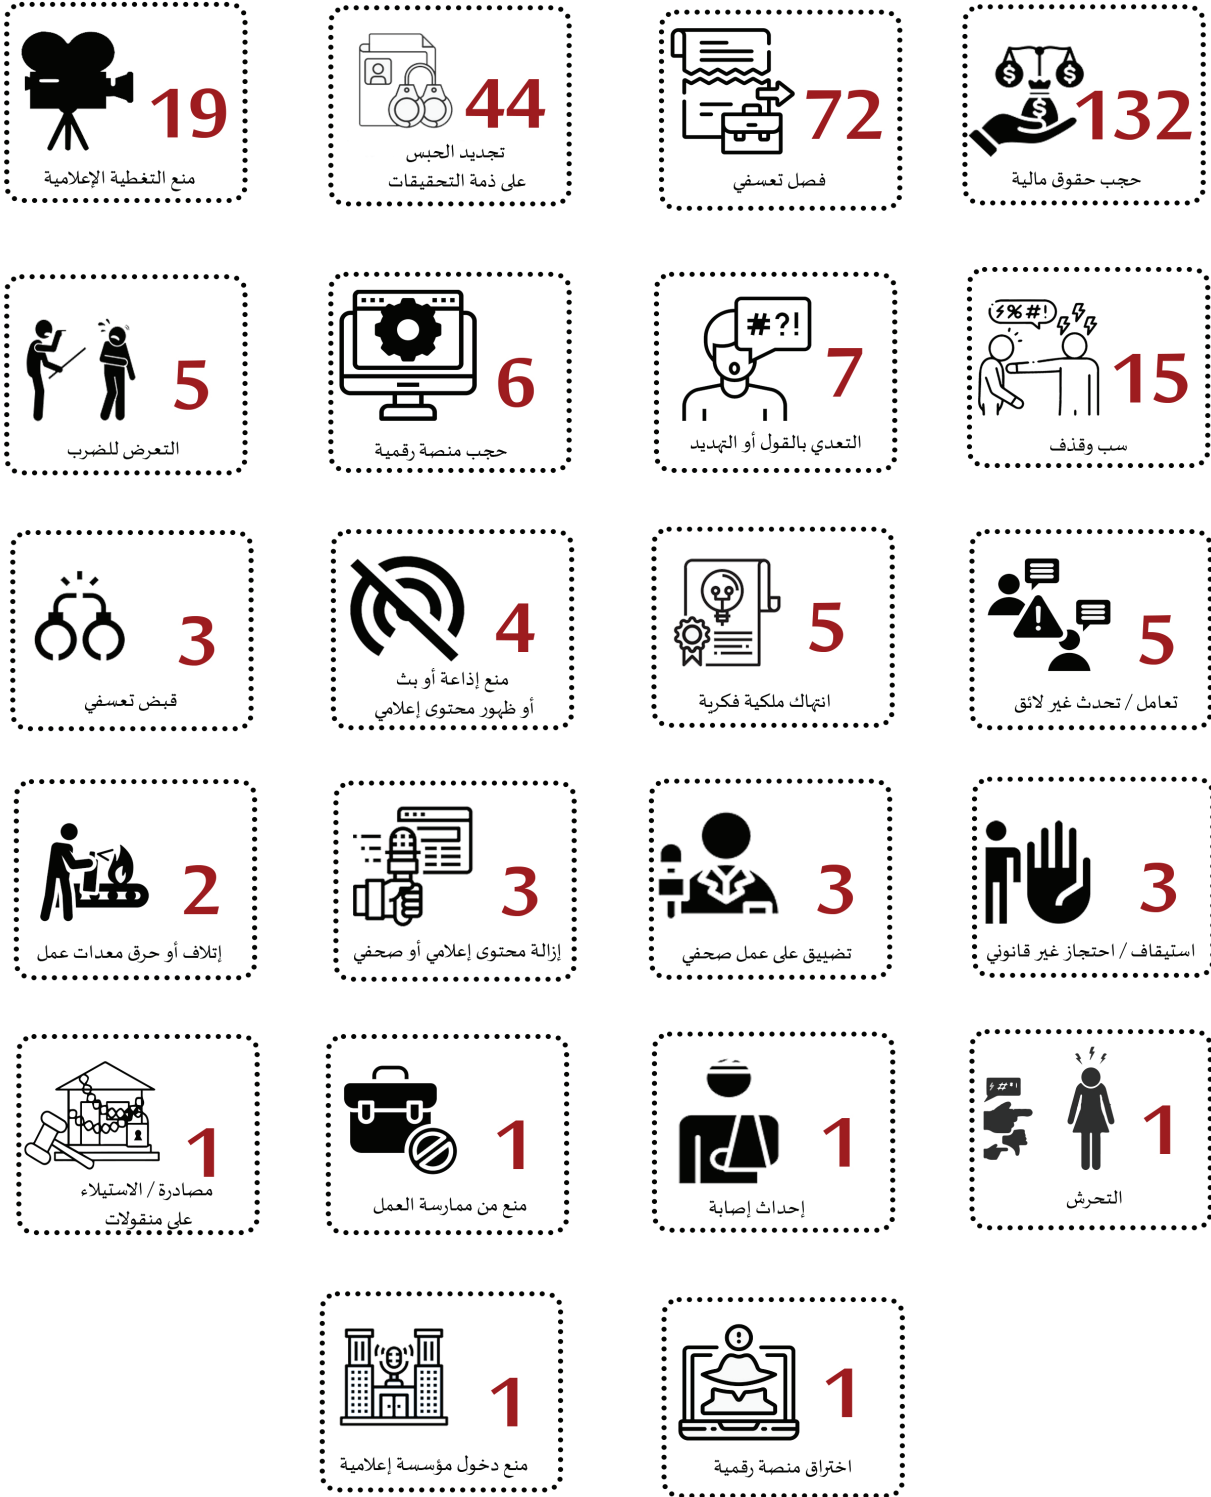 132
حجب حقوق مالية
72
فصل تعسفي
44
تجديد الحبس
على ذمة التحقيقات
19
منع التغطية الإعلامية
$%#!
15
سب وقذف
#?!
7
التعدي بالقول أو التهديد
6
حجب منصة رقمية
5
التعرض للضرب
5
تعامل / تحدث غير لائق
5
انتهاك ملكية فكرية
4
منع إذاعة أو بث
أو ظهور محتوى إعلامي
3
قبض تعسفي
3
استيقاف / احتجاز غير قانوني
3
تضييق على عمل صحفي
3
إزالة محتوى إعلامي أو صحفي
2
إتلاف أو حرق معدات عمل
1
التحرش
1
إحداث إصابة
1
منع من ممارسة العمل
1
مصادرة / الاستيلاء
على منقولات
1
اختراق منصة رقمية
1
منع دخول مؤسسة إعلامية